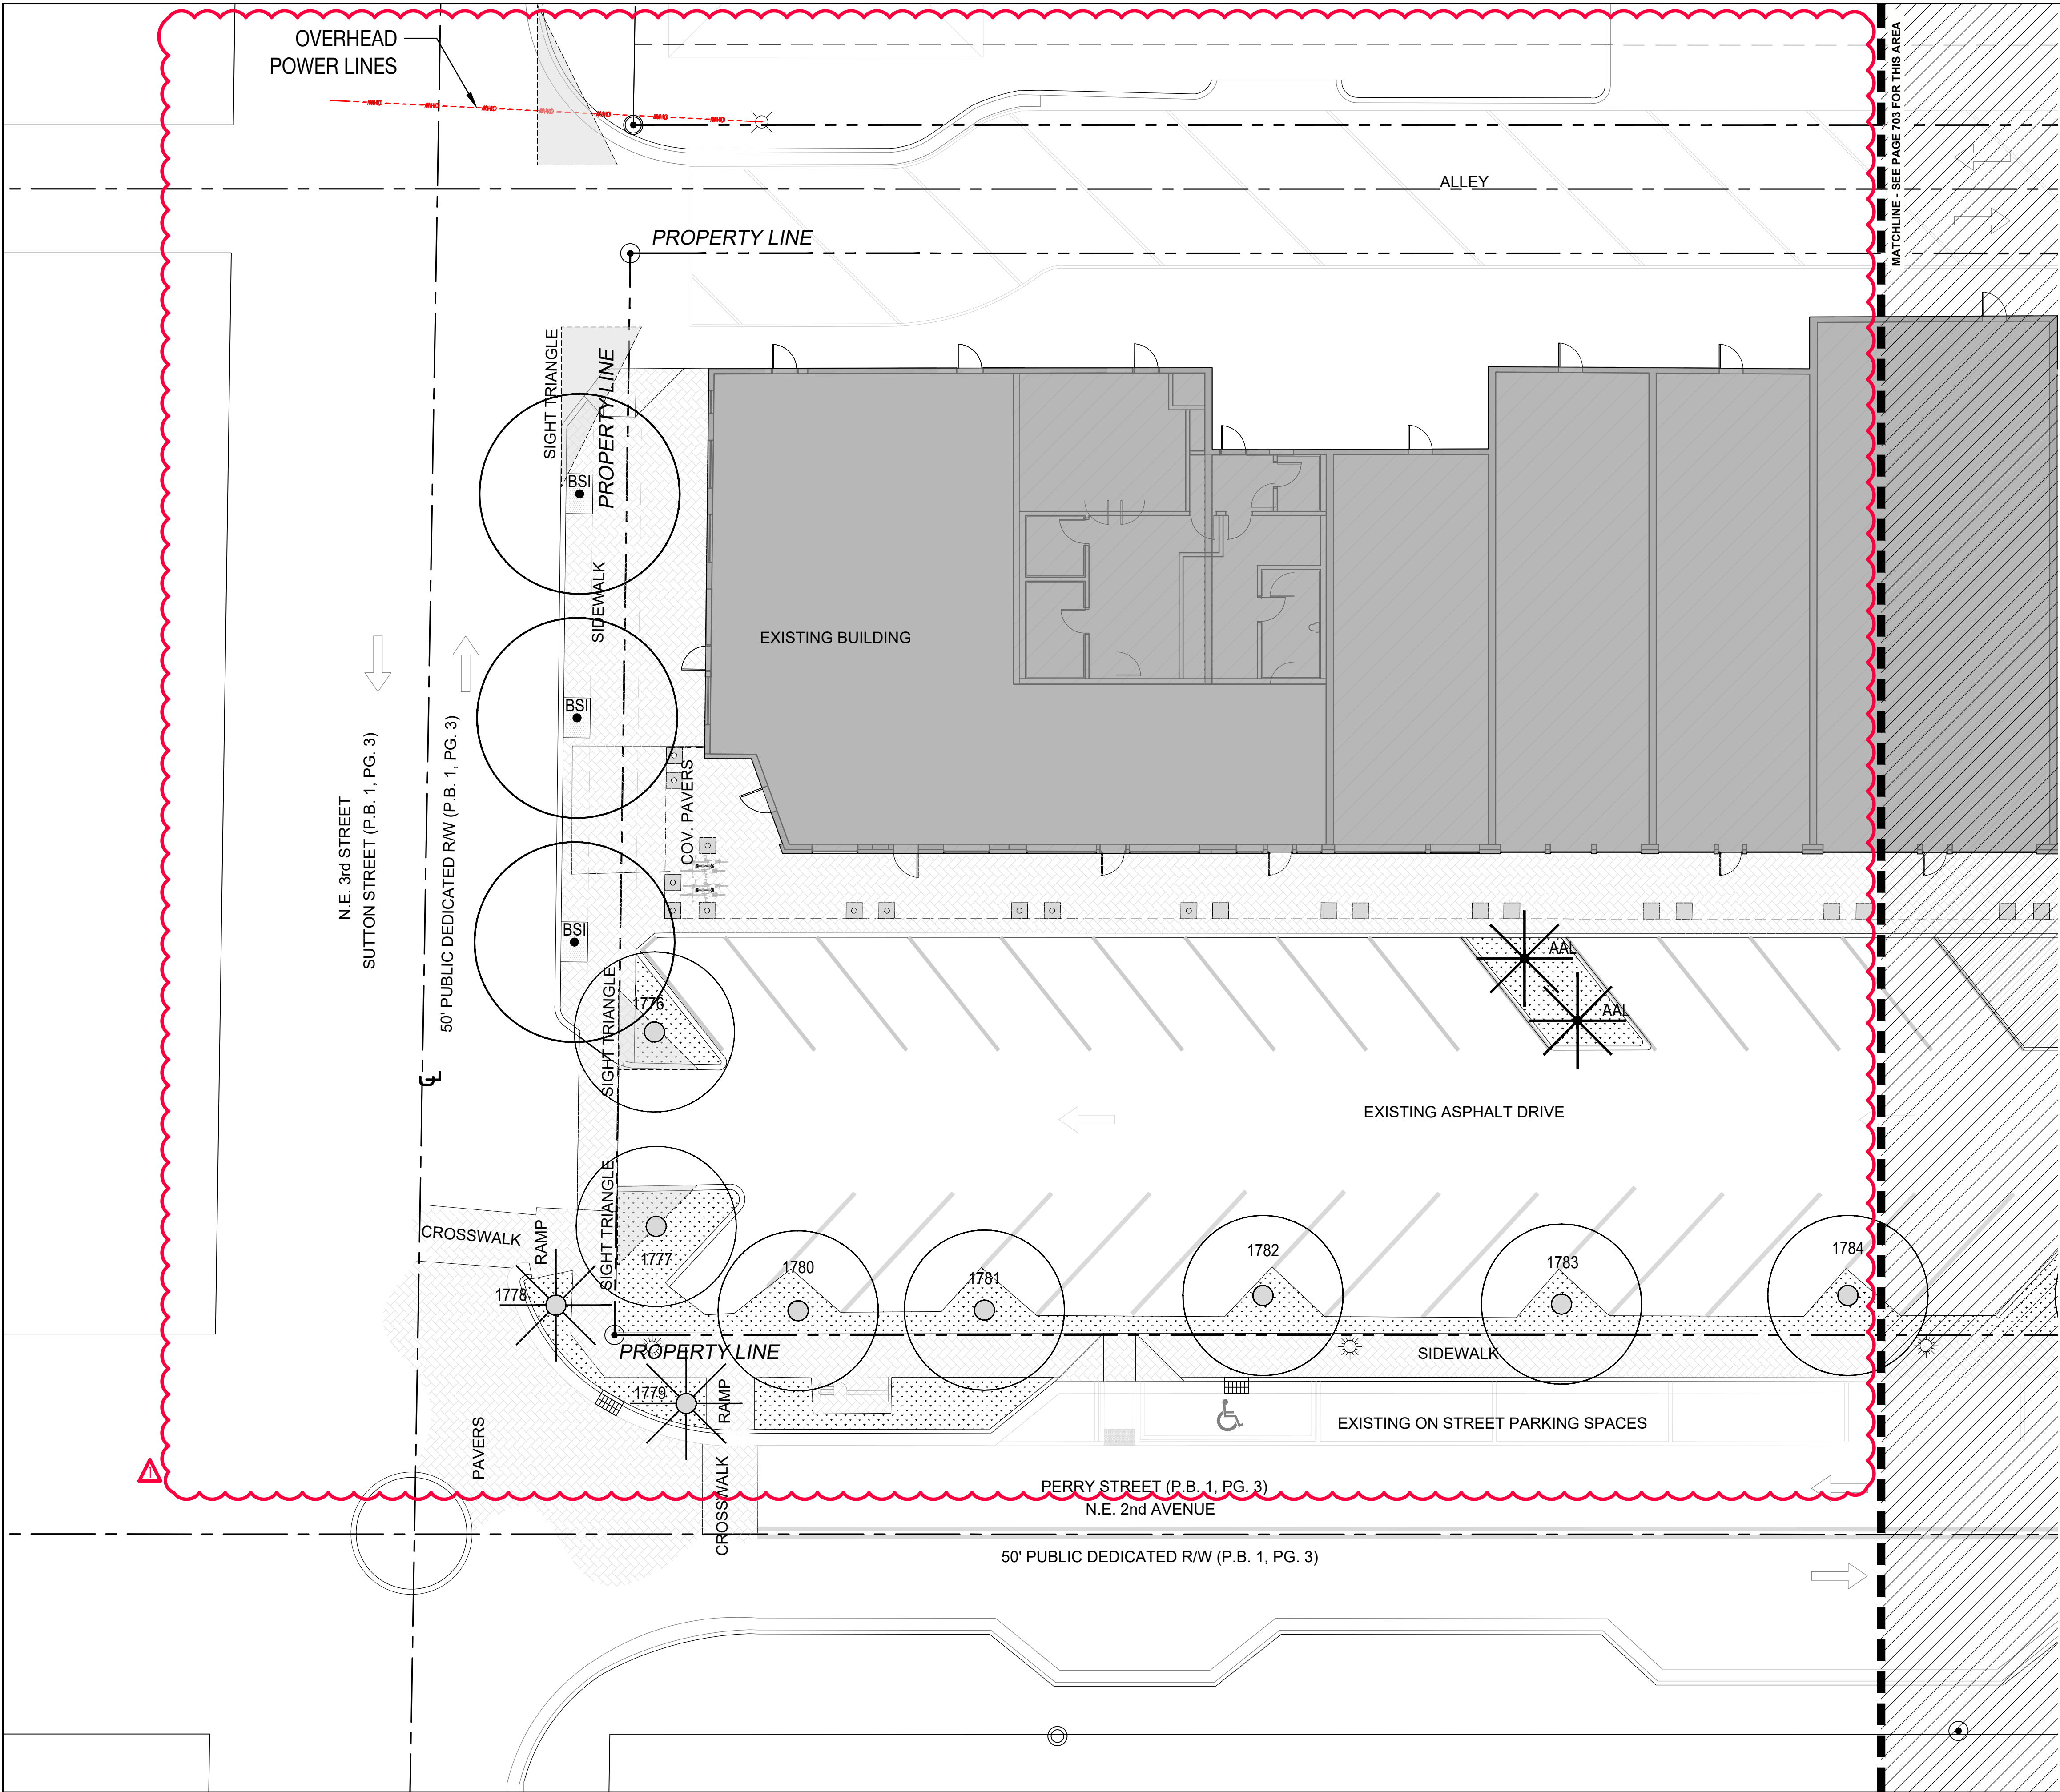 OVERHEAD
POWER LINES
MATCHLINE - SEE PAGE 703 FOR THIS AREA
ALLEY
PROPERTY LINE
SIGHT TRIANGLE
PROPERTY LINE
BSI
SIDEWALK
EXISTING BUILDING
BSI
N.E. 3rd STREET
SUTTON STREET (P.B. 1, PG. 3)
50' PUBLIC DEDICATED R/W (P.B. 1, PG. 3)
COV. PAVERS
BSI
AAL
AAL
SIGHT TRIANGLE
1776
EXISTING ASPHALT DRIVE
SIGHT TRIANGLE
1777
CROSSWALK
RAMP
1778
1780
1781
1782
1783
1784
PROPERTY LINE
SIDEWALK
1779
RAMP
EXISTING ON STREET PARKING SPACES
PAVERS
CROSSWALK
PERRY STREET (P.B. 1, PG. 3)
N.E. 2nd AVENUE
50' PUBLIC DEDICATED R/W (P.B. 1, PG. 3)